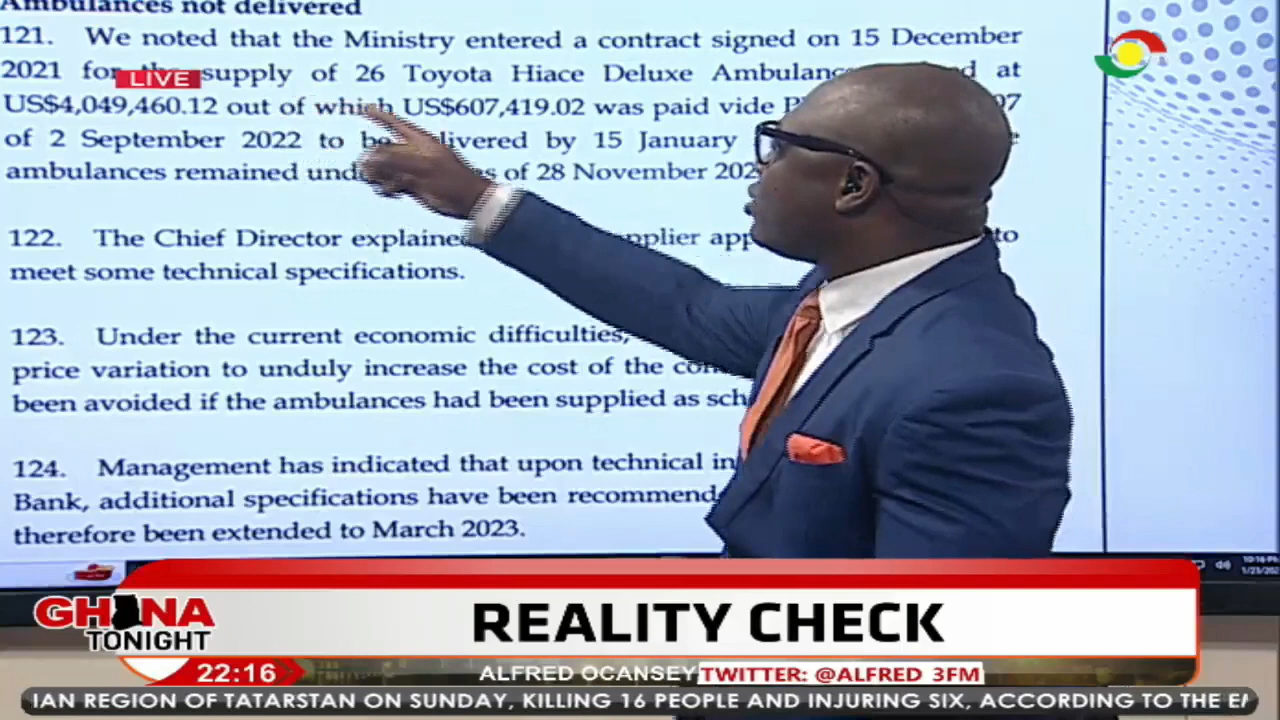 Ambulances not delivered
121. We noted that the Ministry entered a contract signed on 15 December
2021 for the supply of 26 Toyota Hiace Deluxe at
US$4,049,460.12 out of which US$607,419.02 was paid vide
of 2 September 2022 to be delivered by 15 January
ambulances remained of 28 November
122. The Chief Director
meet some technical specifications.
123. Under the current economic difficulties,
price variation to unduly increase the cost of the
been avoided if the ambulances had been supplied as
124. Management has indicated that upon technical
Bank, additional specifications have been
therefore been extended to March 2023.
LIVE
GHANA
TONIGHT
REALITY CHECK
22:16
ALFRED OCANSEY TWITTER: @ALFRED_3FM
IAN REGION OF TATARSTAN ON SUNDAY, KILLING 16 PEOPLE AND INJURING SIX, ACCORDING TO THE